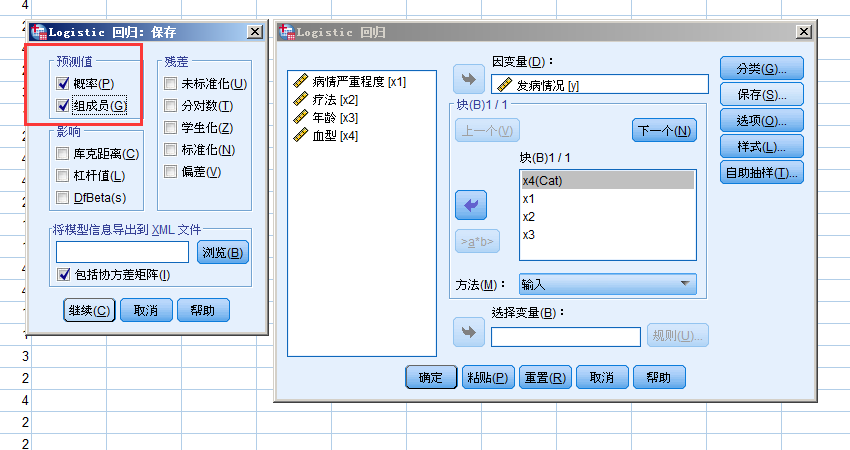 4
Logistic 回归: 保存
预测值
概率(P)
组成员(G)
影响
库克距离(C)
杠杆值(L)
DfBeta(s)
残差
未标准化(U)
分对数(T)
学生化(Z)
标准化(N)
偏差(V)
将模型信息导出到 XML 文件
浏览(B)
包括协方差矩阵(I)
继续(C)
取消
帮助
Logistic 回归
病情严重程度 [x1]
疗法 [x2]
年龄 [x3]
血型 [x4]
因变量(D):
发病情况 [y]
块(B)1 / 1
上一个(V)
下一个(N)
块(B)1 / 1
x4(Cat)
x1
x2
x3
>a*b>
方法(M):
输入
选择变量(B):
规则(U)...
分类(G)...
保存(S)...
选项(O)...
样式(L)...
自助抽样(T)...
确定
粘贴(P)
重置(R)
取消
帮助
3
2
4
2
2